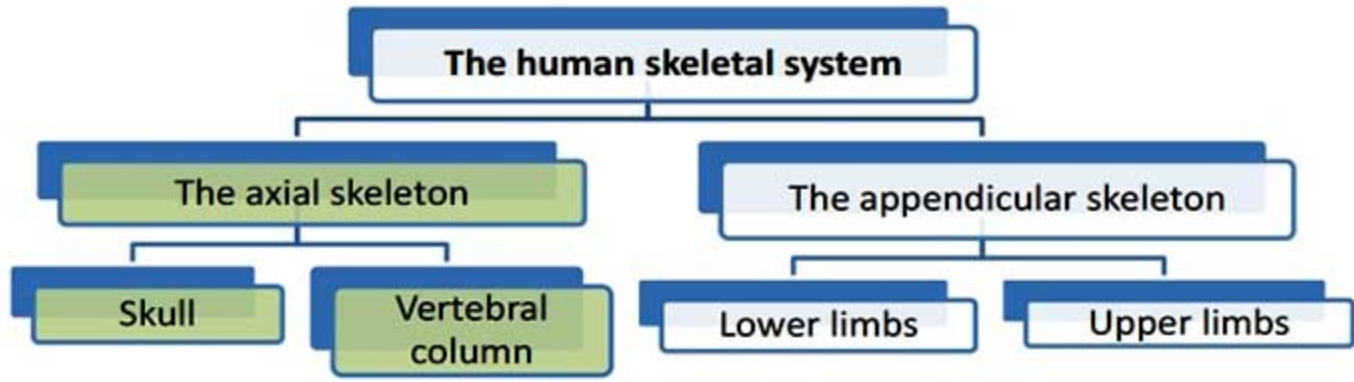 The human skeletal system
The axial skeleton
The appendicular skeleton
Skull
Vertebral
column
Lower limbs
Upper limbs